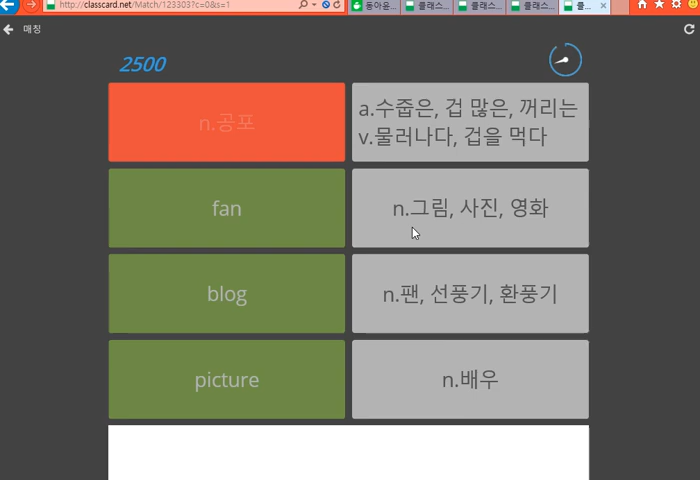 http://classcard.net/Match/123303?c=0&s=1
동아윤...
클래스...
클래스...
클래스...
클...
매칭
2500
n.공포
a.수줍은, 겁 많은, 꺼리는
v.물러나다, 겁을 먹다
fan
n.그림, 사진, 영화
blog
n.팬, 선풍기, 환풍기
picture
n.배우